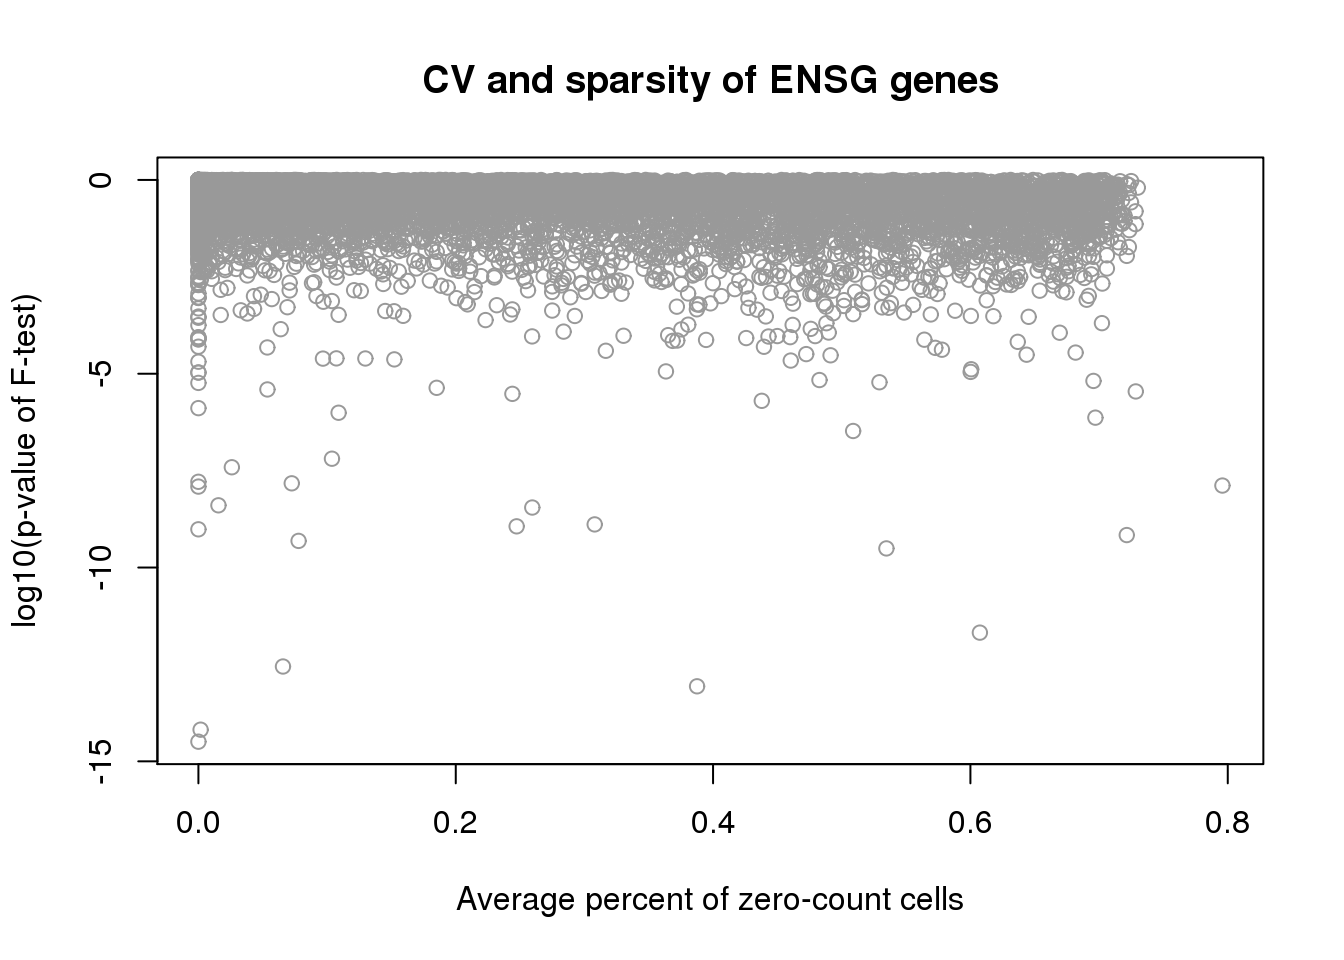 CV and sparsity of ENSG genes
log10(p-value of F-test)
0
-5
-10
-15
0.0 0.2 0.4 0.6 0.8
Average percent of zero-count cells